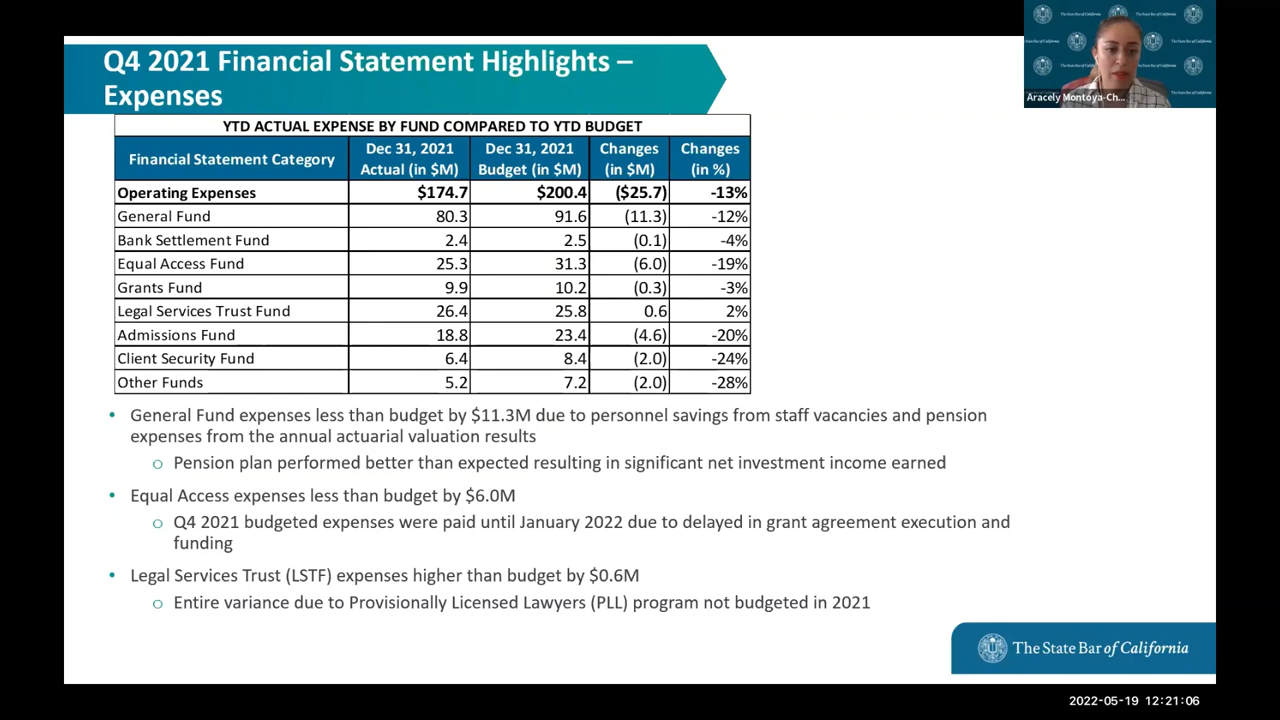 Q4 2021 Financial Statement Highlights –
Expenses
YTD ACTUAL EXPENSE BY FUND COMPARED TO YTD BUDGET
Financial Statement Category Dec 31, 2021 Actual (in $M) Dec 31, 2021 Budget (in $M) Changes (in $M) Changes (in %)
Operating Expenses $174.7 $200.4 ($25.7) -13%
General Fund 80.3 91.6 (11.3) -12%
Bank Settlement Fund 2.4 2.5 (0.1) -4%
Equal Access Fund 25.3 31.3 (6.0) -19%
Grants Fund 9.9 10.2 (0.3) -3%
Legal Services Trust Fund 26.4 25.8 0.6 2%
Admissions Fund 18.8 23.4 (4.6) -20%
Client Security Fund 6.4 8.4 (2.0) -24%
Other Funds 5.2 7.2 (2.0) -28%
• General Fund expenses less than budget by $11.3M due to personnel savings from staff vacancies and pension
expenses from the annual actuarial valuation results
o Pension plan performed better than expected resulting in significant net investment income earned
• Equal Access expenses less than budget by $6.0M
o Q4 2021 budgeted expenses were paid until January 2022 due to delayed in grant agreement execution and
funding
• Legal Services Trust (LSTF) expenses higher than budget by $0.6M
o Entire variance due to Provisionally Licensed Lawyers (PLL) program not budgeted in 2021
The State Bar of California
The State Bar of California
The State Bar of California
Aracely Montoya-Ch...
2022-05-19 12:21:06